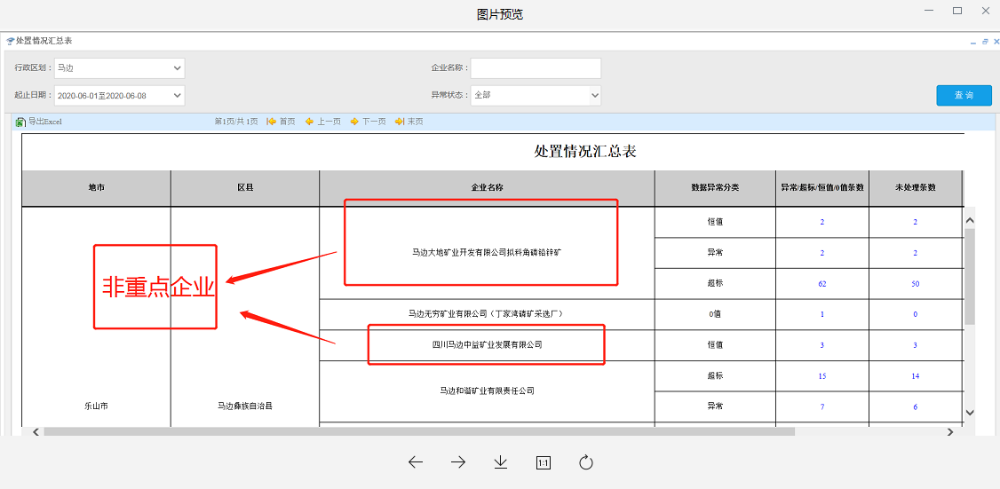 图片预览
处置情况汇总表
行政区划：马边
企业名称：
起止日期：2020-06-01至2020-06-08
异常状态：全部
查 询
导出Excel 第1页/共1页 首页 上一页 下一页 末页
处置情况汇总表
地市 区县 企业名称 数据异常分类 异常/超标/恒值/0值条数 未处理条数
恒值 2 2
马边大地矿业开发有限公司拟科角鏋铅锌矿 异常 2 2
非重点企业
超标 62 50
马边无穷矿业有限公司（丁家湾磷矿采选厂） 0值 1 0
四川马边中益矿业发展有限公司 恒值 3 3
超标 15 14
马边和谐矿业有限责任公司
乐山市 马边彝族自治县 异常 7 6
1:1